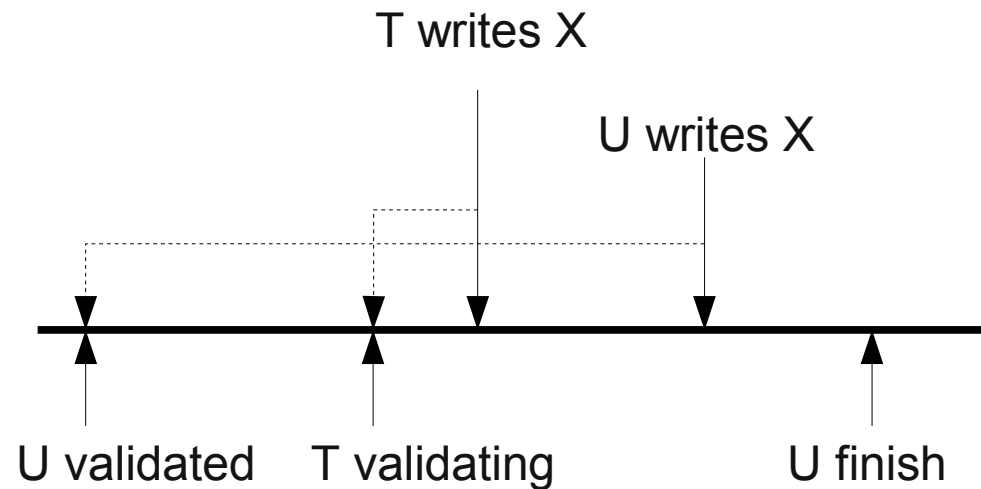 T writes X
U writes X
U validated
T validating
U finish